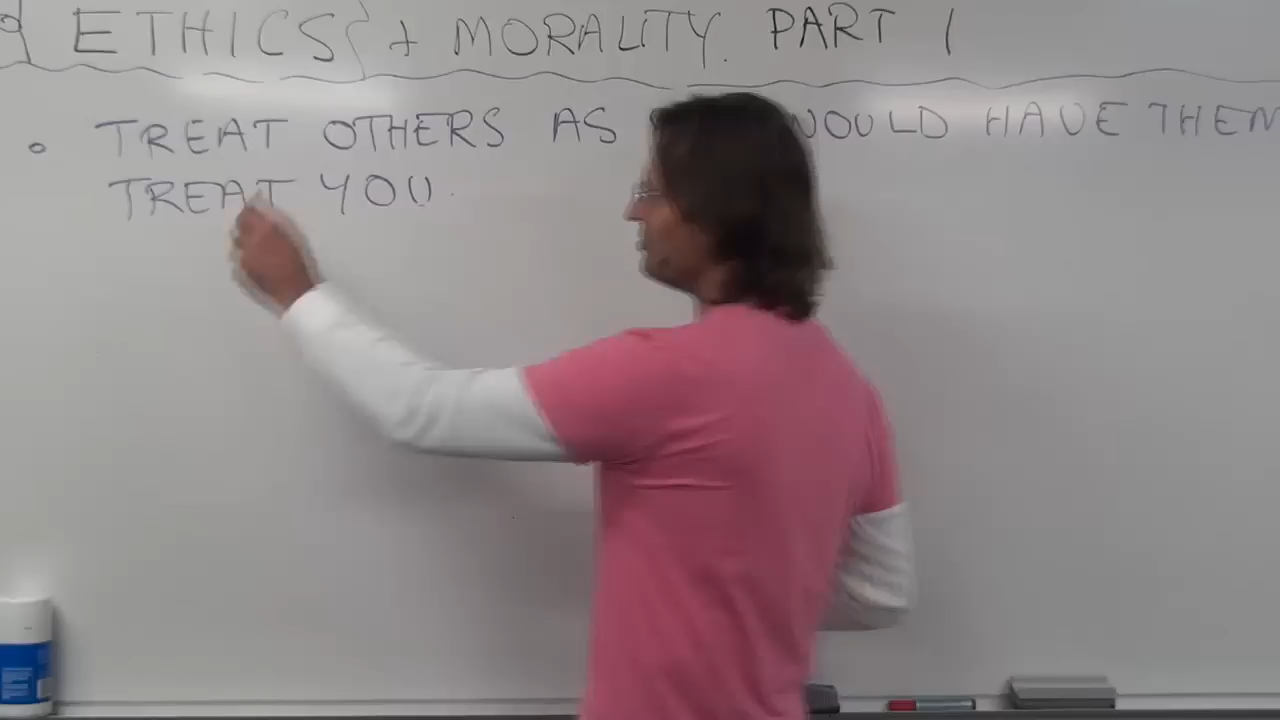 ETHICS} + MORALITY. PART 1
• TREAT OTHERS AS WOULD HAVE THEM
TREAT YOU.